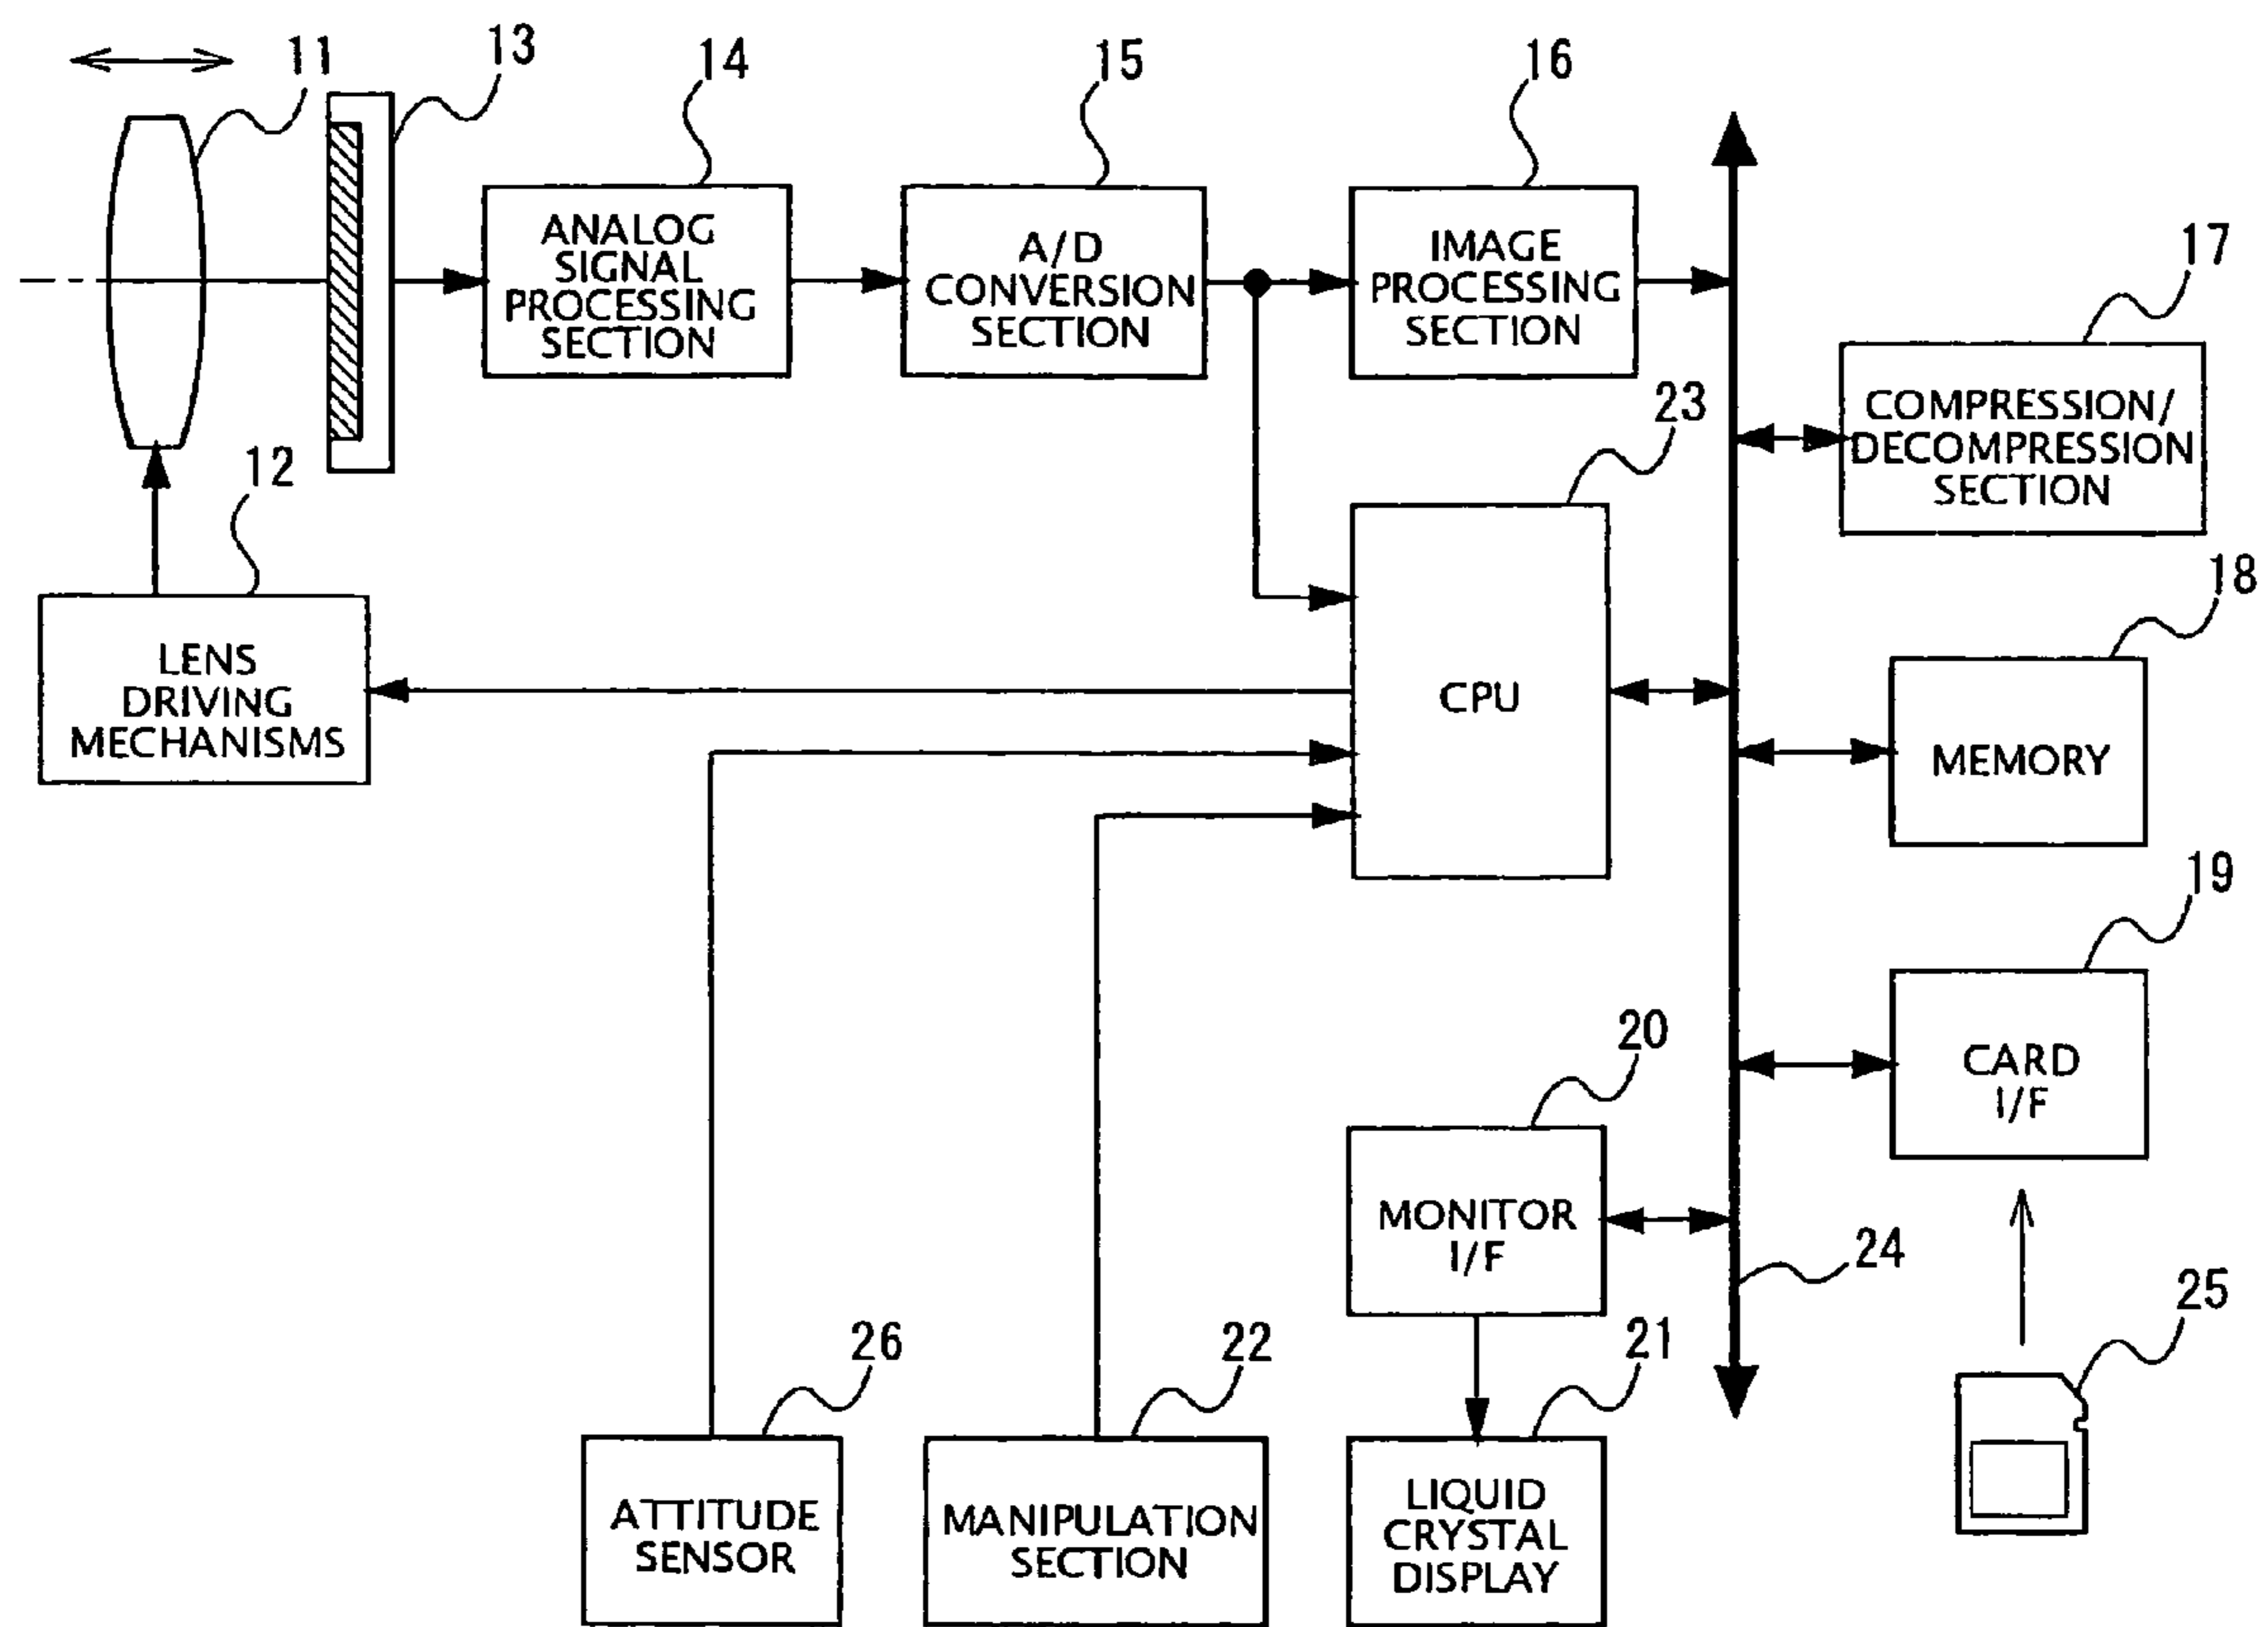 11
13
14
15
16
ANALOG
SIGNAL
PROCESSING
SECTION
A/D
CONVERSION
SECTION
IMAGE
PROCESSING
SECTION
17
COMPRESSION/
DECOMPRESSION
SECTION
12
LENS
DRIVING
MECHANISMS
23
CPU
18
MEMORY
19
CARD
I/F
20
MONITOR
I/F
24
25
26
ATTITUDE
SENSOR
22
MANIPULATION
SECTION
21
LIQUID
CRYSTAL
DISPLAY